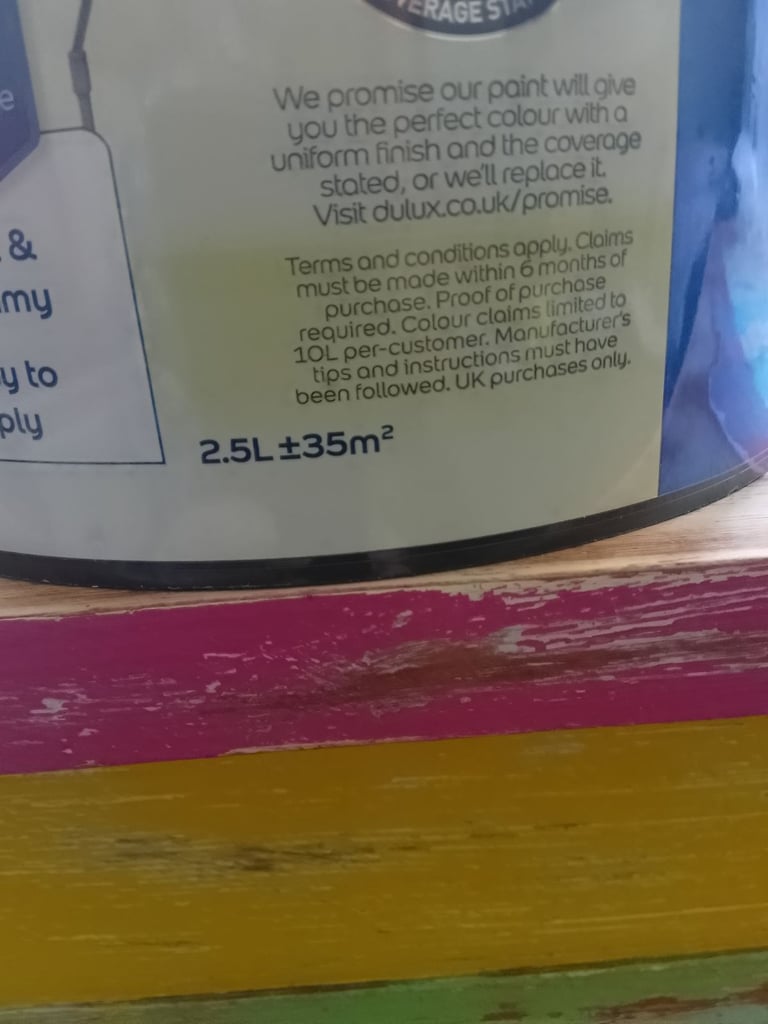 We promise our paint will give
you the perfect colour with a
uniform finish and the coverage
stated, or we'll replace it.
Visit dulux.co.uk/promise.
Terms and conditions apply. Claims
must be made within 6 months of
purchase. Proof of purchase
required. Colour claims limited to
10L per-customer. Manufacturer's
tips and instructions must have
been followed. UK purchases only.
2.5L ±35m²
&
my
y to
ply